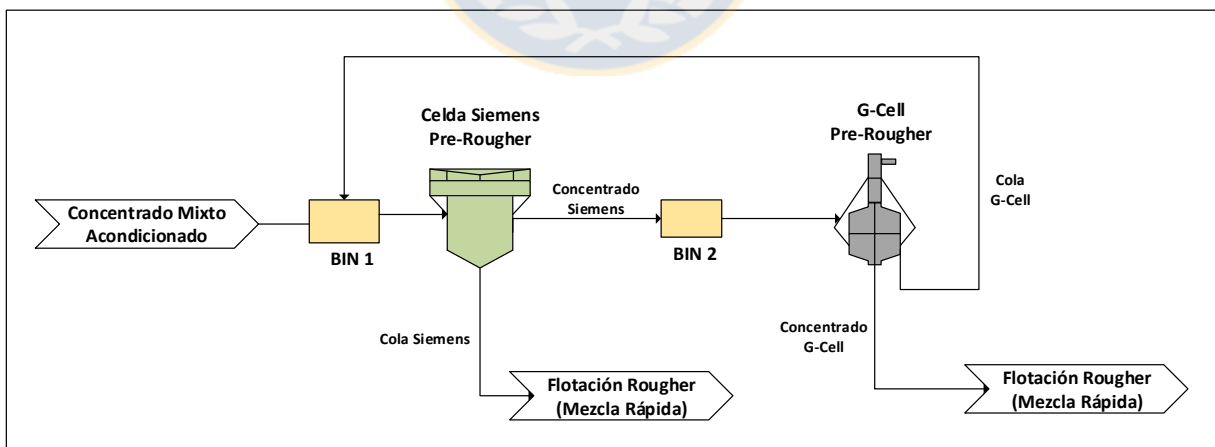 Celda Siemens
Pre-Rougher
G-Cell
Pre-Rougher
Concentrado Mixto
Acondicionado
BIN 1
Concentrado
Siemens
BIN 2
Cola
G-Cell
Cola Siemens
Concentrado
G-Cell
Flotación Rougher
(Mezcla Rápida)
Flotación Rougher
(Mezcla Rápida)